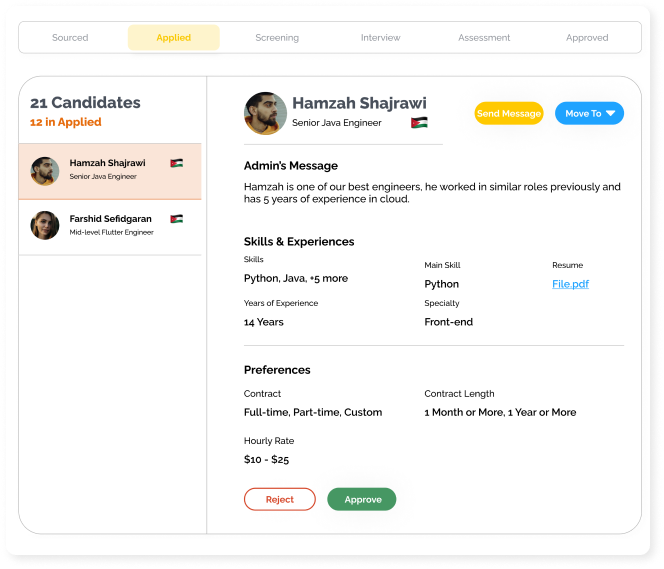 Sourced
Applied
Screening
Interview
Assessment
Approved
21 Candidates
12 in Applied
Hamzah Shajrawi
Senior Java Engineer
Farshid Sefidgaran
Mid-level Flutter Engineer
Hamzah Shajrawi
Senior Java Engineer
Send Message
Move To
Admin's Message
Hamzah is one of our best engineers, he worked in similar roles previously and
has 5 years of experience in cloud.
Skills & Experiences
Skills
Python, Java, +5 more
Main Skill
Python
Resume
File.pdf
Years of Experience
14 Years
Specialty
Front-end
Preferences
Contract
Full-time, Part-time, Custom
Contract Length
1 Month or More, 1 Year or More
Hourly Rate
$10 - $25
Reject
Approve